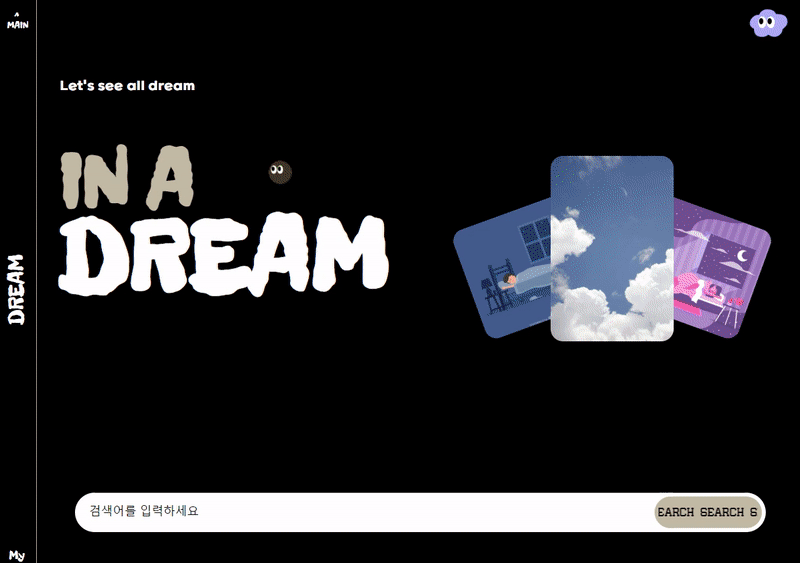 ^
MAIN
Let's see all dream
IN A
DREAM
DREAM
검색어를 입력하세요
EARCH SEARCH S
My